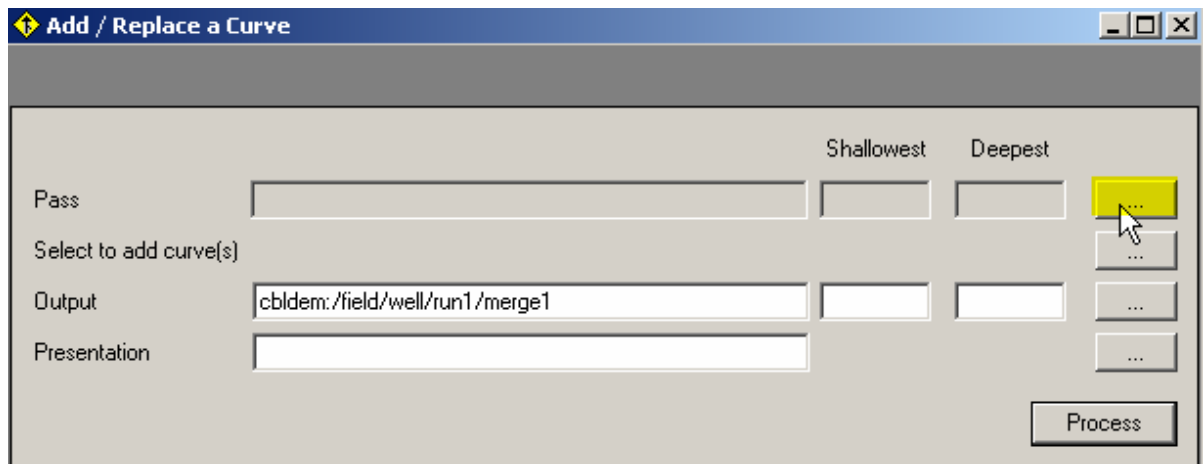 Add / Replace a Curve
Shallowest Deepest
Pass ...
Select to add curve(s) ...
Output cbldem:/field/well/run1/merge1 ...
Presentation ...
Process